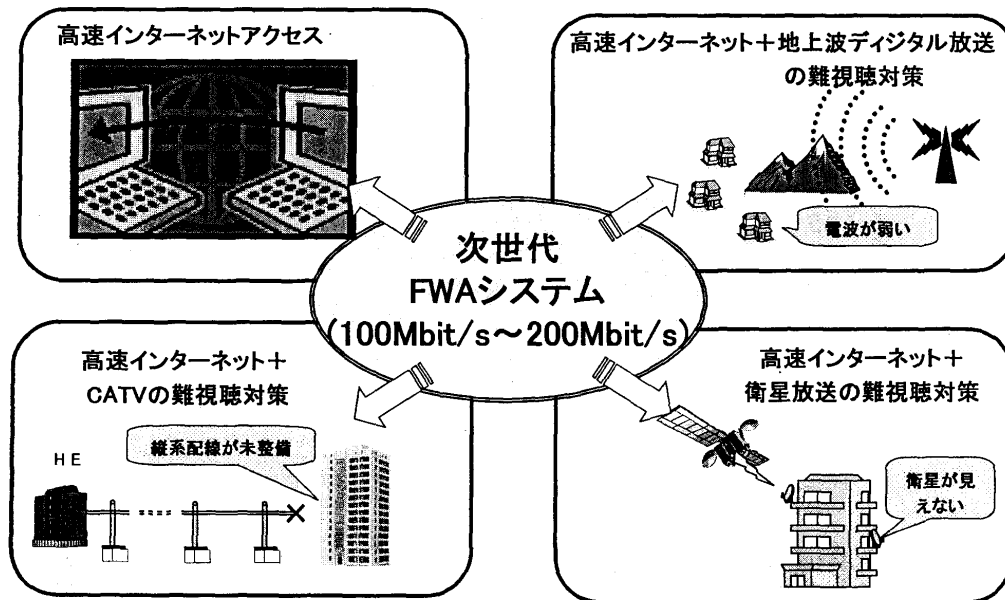 高速インターネットアクセス
高速インターネット＋地上波ディジタル放送
の難視聴対策
電波が弱い
次世代
FWAシステム
(100Mbit/s～200Mbit/s)
高速インターネット＋
CATVの難視聴対策
縦系配線が未整備
HE
高速インターネット＋
衛星放送の難視聴対策
衛星が見
えない